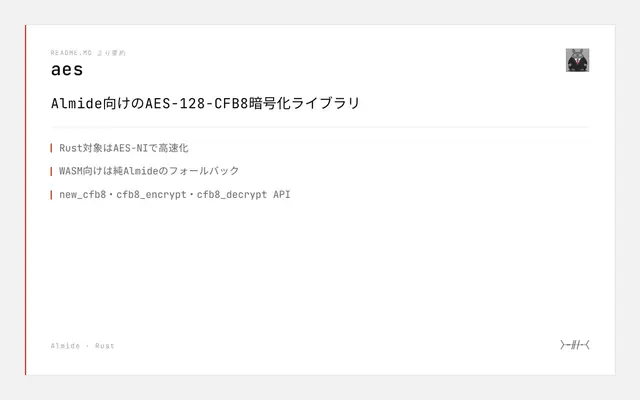 README.MD より要約
aes
Almide向けのAES-128-CFB8暗号化ライブラリ
Rust対象はAES-NIで高速化
WASM向けは純Almideのフォールバック
new_cfb8・cfb8_encrypt・cfb8_decrypt API
Almide · Rust